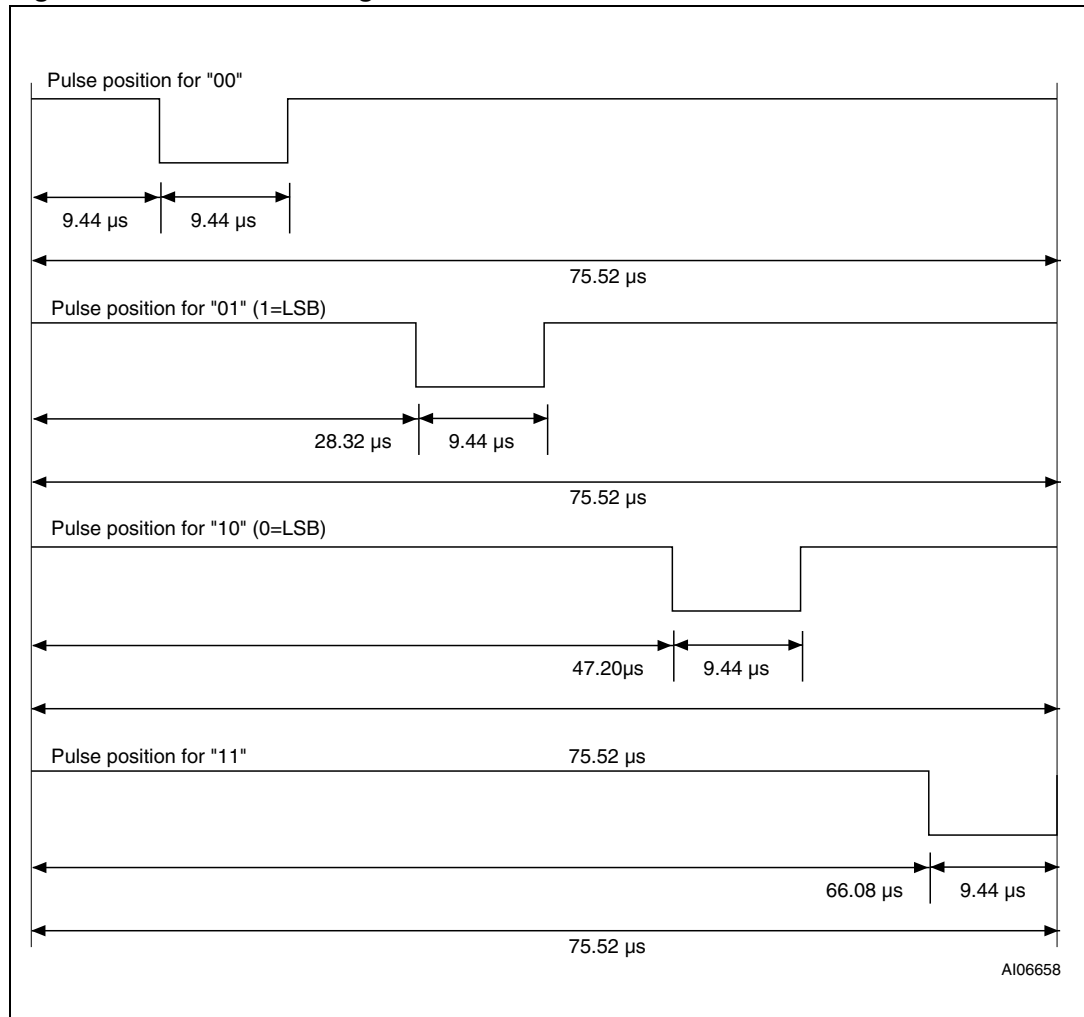 Pulse position for "00"
9.44 µs 9.44 µs
75.52 µs
Pulse position for "01" (1=LSB)
28.32 µs 9.44 µs
75.52 µs
Pulse position for "10" (0=LSB)
47.20µs 9.44 µs
Pulse position for "11" 75.52 µs
66.08 µs 9.44 µs
75.52 µs
AI06658